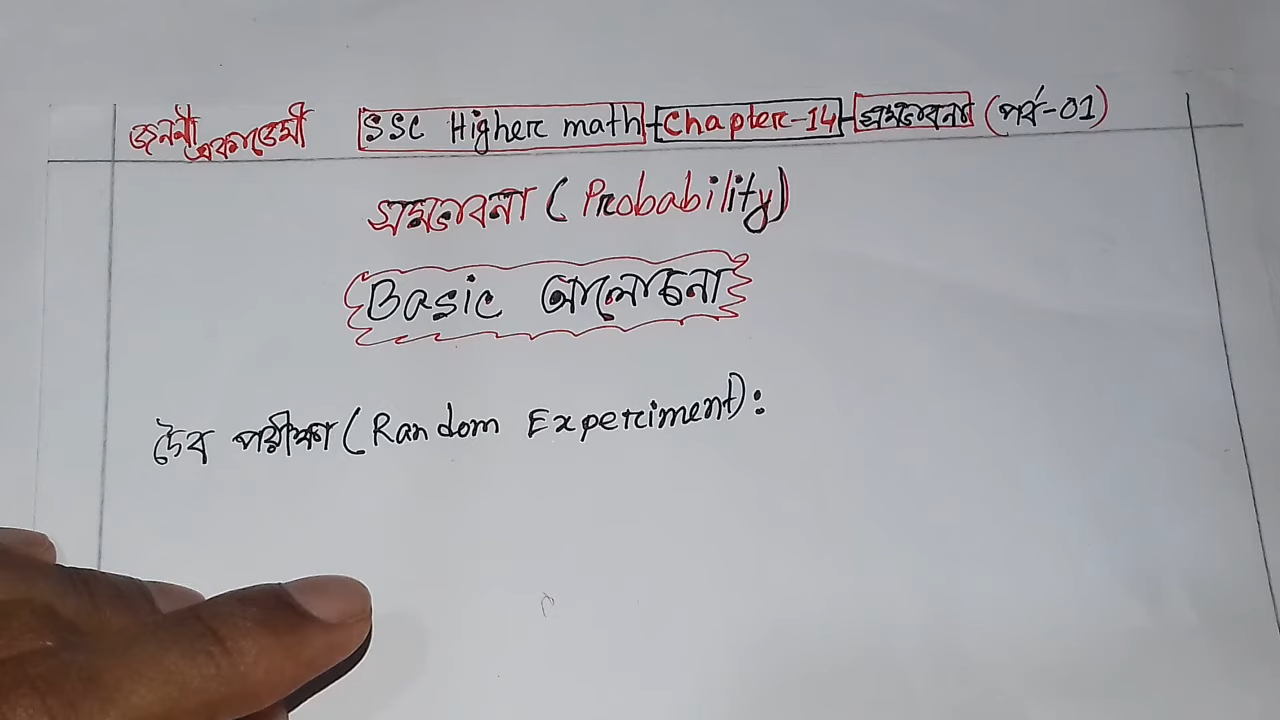 জননী একাডেমী SSC Higher math - Chapter-14 - সম্ভাবনা (পর্ব-01)
সম্ভাবনা (Probability)
Basic আলোচনা
দৈব পরীক্ষা (Random Experiment):